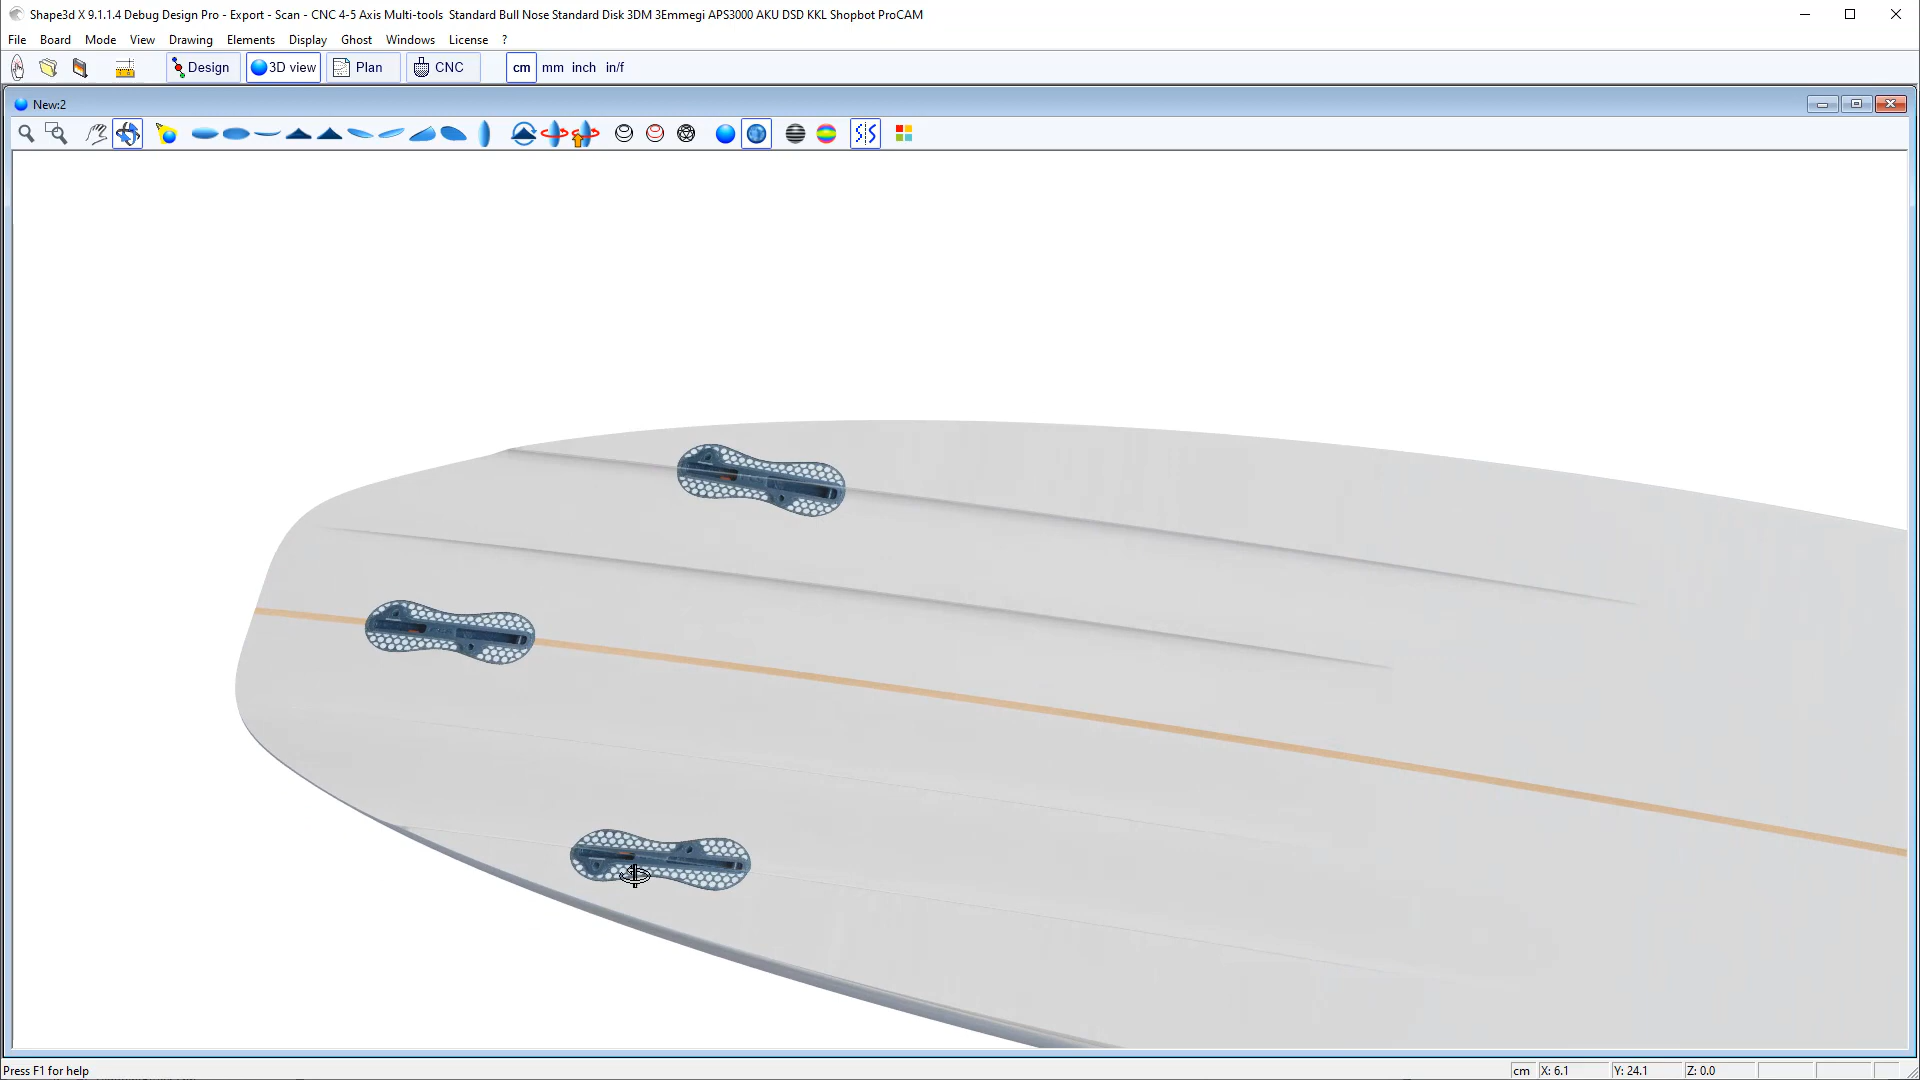 Shape3d X 9.1.1.4 Debug Design Pro - Export - Scan - CNC 4-5 Axis Multi-tools  Standard Bull Nose Standard Disk 3DM 3Emmegi APS3000 AKU DSD KKL Shopbot ProCAM
File Board Mode View Drawing Elements Display Ghost Windows License ?
Design 3D view Plan CNC cm mm inch in/f
New:2
Press F1 for help cm X: 6.1 Y: 24.1 Z: 0.0